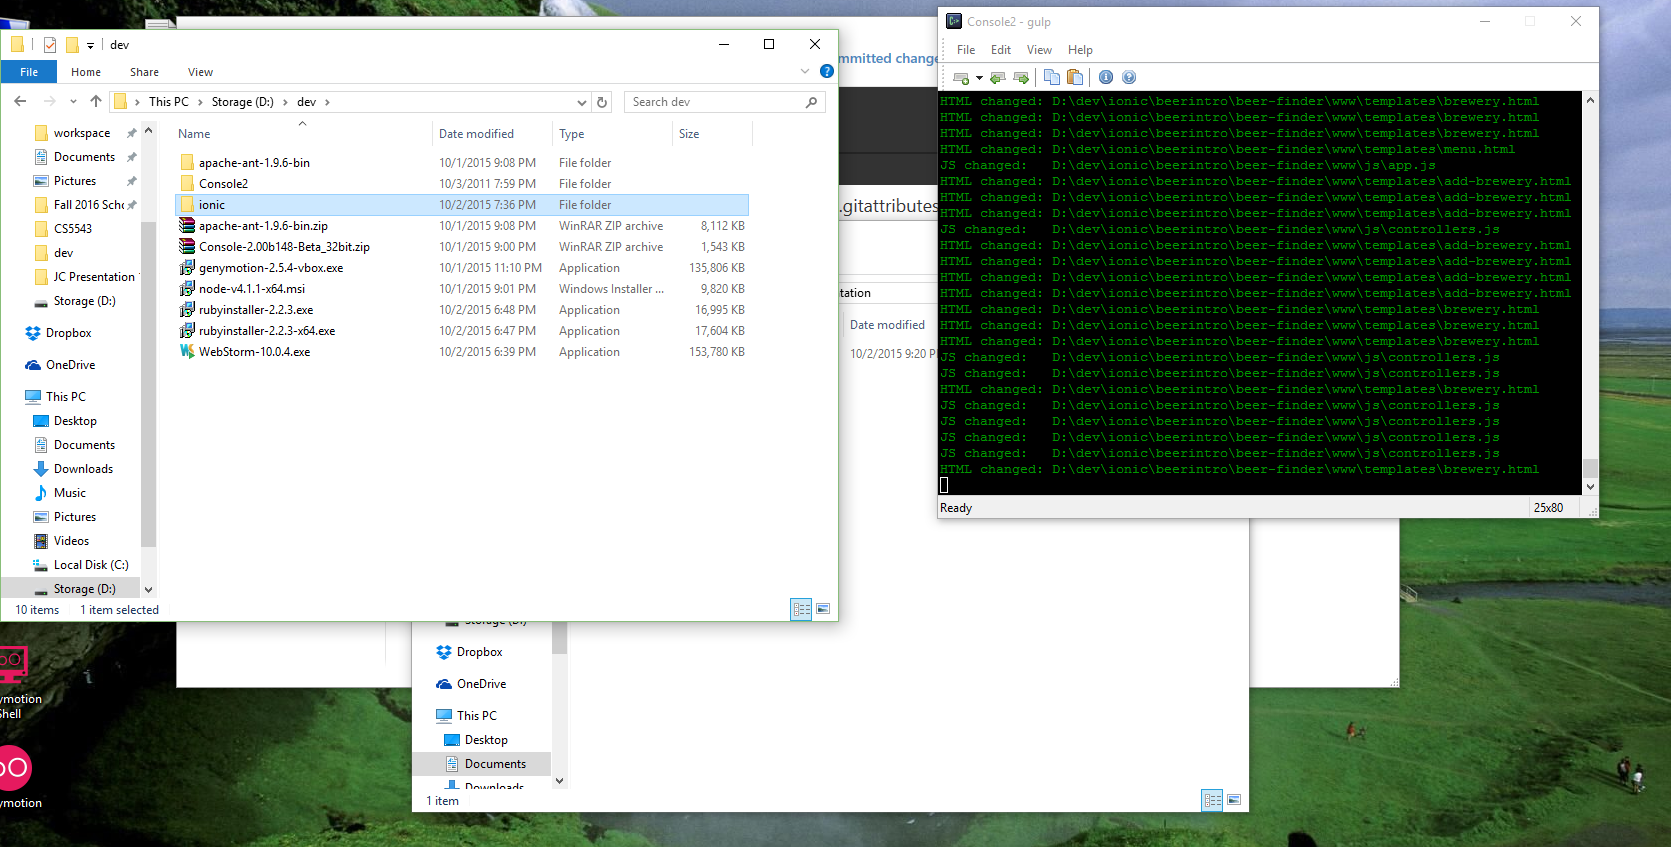 dev
File
Home
Share
View
This PC
Storage (D:)
dev
Search dev
workspace
Documents
Pictures
Fall 2016 Sch
CS5543
dev
JC Presentation
Storage (D:)
Dropbox
OneDrive
This PC
Desktop
Documents
Downloads
Music
Pictures
Videos
Local Disk (C:)
Storage (D:)
Name Date modified Type Size
apache-ant-1.9.6-bin 10/1/2015 9:08 PM File folder
Console2 10/3/2011 7:59 PM File folder
ionic 10/2/2015 7:36 PM File folder
apache-ant-1.9.6-bin.zip 10/1/2015 9:08 PM WinRAR ZIP archive 8,112 KB
Console-2.00b148-Beta_32bit.zip 10/1/2015 9:00 PM WinRAR ZIP archive 1,543 KB
genymotion-2.5.4-vbox.exe 10/1/2015 11:10 PM Application 135,806 KB
node-v4.1.1-x64.msi 10/1/2015 9:01 PM Windows Installer ... 9,820 KB
rubyinstaller-2.2.3.exe 10/2/2015 6:48 PM Application 16,995 KB
rubyinstaller-2.2.3-x64.exe 10/2/2015 6:47 PM Application 17,604 KB
WebStorm-10.0.4.exe 10/2/2015 6:39 PM Application 153,780 KB
10 items 1 item selected
mmitted change
.gitattributes
tation
Date modified
10/2/2015 9:20 P
Console2 - gulp
File Edit View Help
HTML changed: D:\dev\ionic\beerintro\beer-finder\www\templates\brewery.html
HTML changed: D:\dev\ionic\beerintro\beer-finder\www\templates\brewery.html
HTML changed: D:\dev\ionic\beerintro\beer-finder\www\templates\brewery.html
HTML changed: D:\dev\ionic\beerintro\beer-finder\www\templates\menu.html
JS changed: D:\dev\ionic\beerintro\beer-finder\www\js\app.js
HTML changed: D:\dev\ionic\beerintro\beer-finder\www\templates\add-brewery.html
HTML changed: D:\dev\ionic\beerintro\beer-finder\www\templates\add-brewery.html
HTML changed: D:\dev\ionic\beerintro\beer-finder\www\templates\add-brewery.html
JS changed: D:\dev\ionic\beerintro\beer-finder\www\js\controllers.js
HTML changed: D:\dev\ionic\beerintro\beer-finder\www\templates\add-brewery.html
HTML changed: D:\dev\ionic\beerintro\beer-finder\www\templates\add-brewery.html
HTML changed: D:\dev\ionic\beerintro\beer-finder\www\templates\add-brewery.html
HTML changed: D:\dev\ionic\beerintro\beer-finder\www\templates\add-brewery.html
HTML changed: D:\dev\ionic\beerintro\beer-finder\www\templates\brewery.html
HTML changed: D:\dev\ionic\beerintro\beer-finder\www\templates\brewery.html
HTML changed: D:\dev\ionic\beerintro\beer-finder\www\templates\brewery.html
JS changed: D:\dev\ionic\beerintro\beer-finder\www\js\controllers.js
JS changed: D:\dev\ionic\beerintro\beer-finder\www\js\controllers.js
HTML changed: D:\dev\ionic\beerintro\beer-finder\www\templates\brewery.html
JS changed: D:\dev\ionic\beerintro\beer-finder\www\js\controllers.js
JS changed: D:\dev\ionic\beerintro\beer-finder\www\js\controllers.js
JS changed: D:\dev\ionic\beerintro\beer-finder\www\js\controllers.js
JS changed: D:\dev\ionic\beerintro\beer-finder\www\js\controllers.js
HTML changed: D:\dev\ionic\beerintro\beer-finder\www\templates\brewery.html
Ready 25x80
Storage (D:)
Dropbox
OneDrive
This PC
Desktop
Documents
Downloads
1 item
ymotion
Shell
ymotion